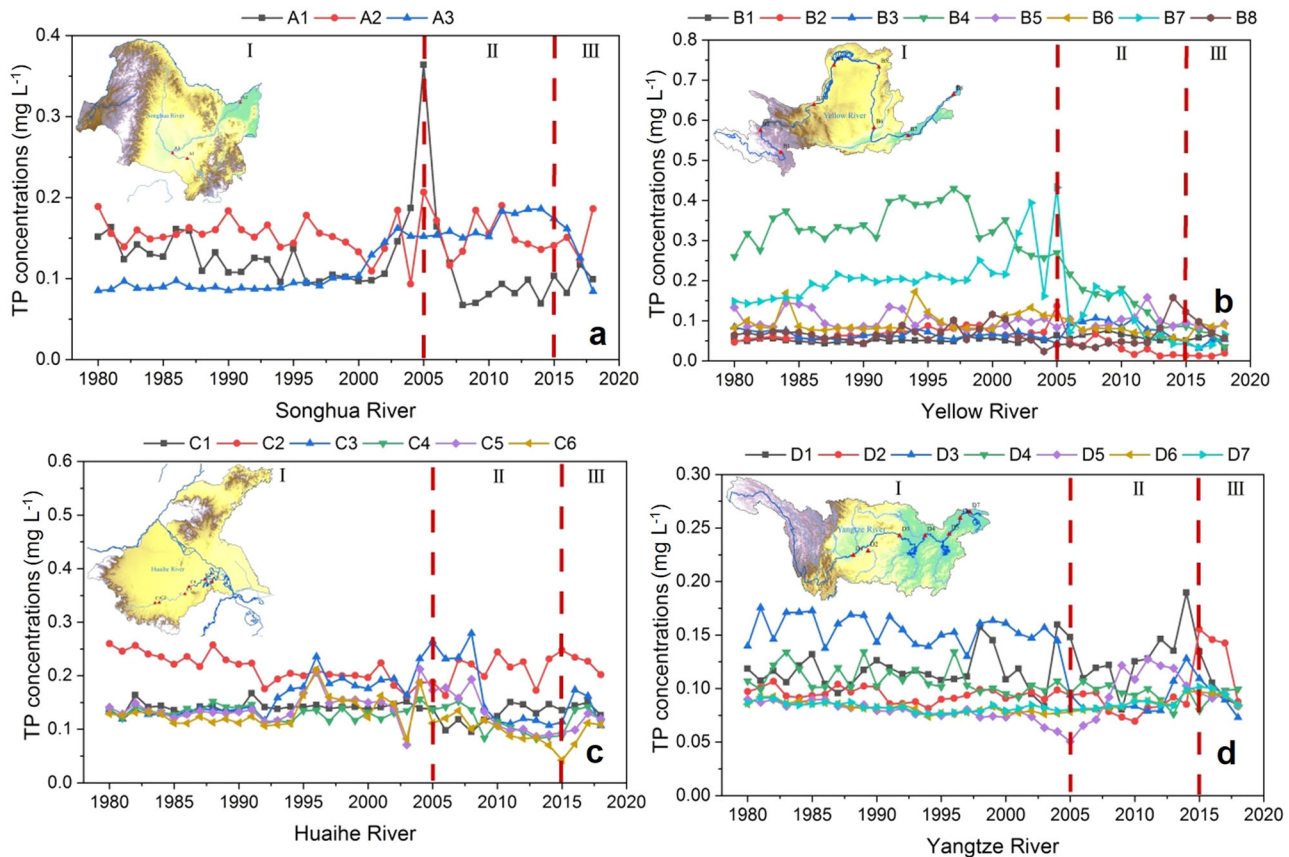 A1 A2 A3
0.4
I II III
0.3
Songhua River
0.2
0.1
0.0
1980 1985 1990 1995 2000 2005 2010 2015 2020
TP concentrations (mg L⁻¹)
a
Songhua River
B1 B2 B3 B4 B5 B6 B7 B8
0.8
I II III
0.7
0.6
Yellow River
B6
B7
0.5
0.4
0.3
0.2
0.1
0.0
1980 1985 1990 1995 2000 2005 2010 2015 2020
TP concentrations (mg L⁻¹)
b
Yellow River
C1 C2 C3 C4 C5 C6
0.6
I II III
0.5
0.4
Huaihe River
0.3
0.2
0.1
0.0
1980 1985 1990 1995 2000 2005 2010 2015 2020
TP concentrations (mg L⁻¹)
c
Huaihe River
D1 D2 D3 D4 D5 D6 D7
0.30
I II III
0.25
Yangtze River
D2
D3
D4
D7
0.20
0.15
0.10
0.05
0.00
1980 1985 1990 1995 2000 2005 2010 2015 2020
TP concentrations (mg L⁻¹)
d
Yangtze River